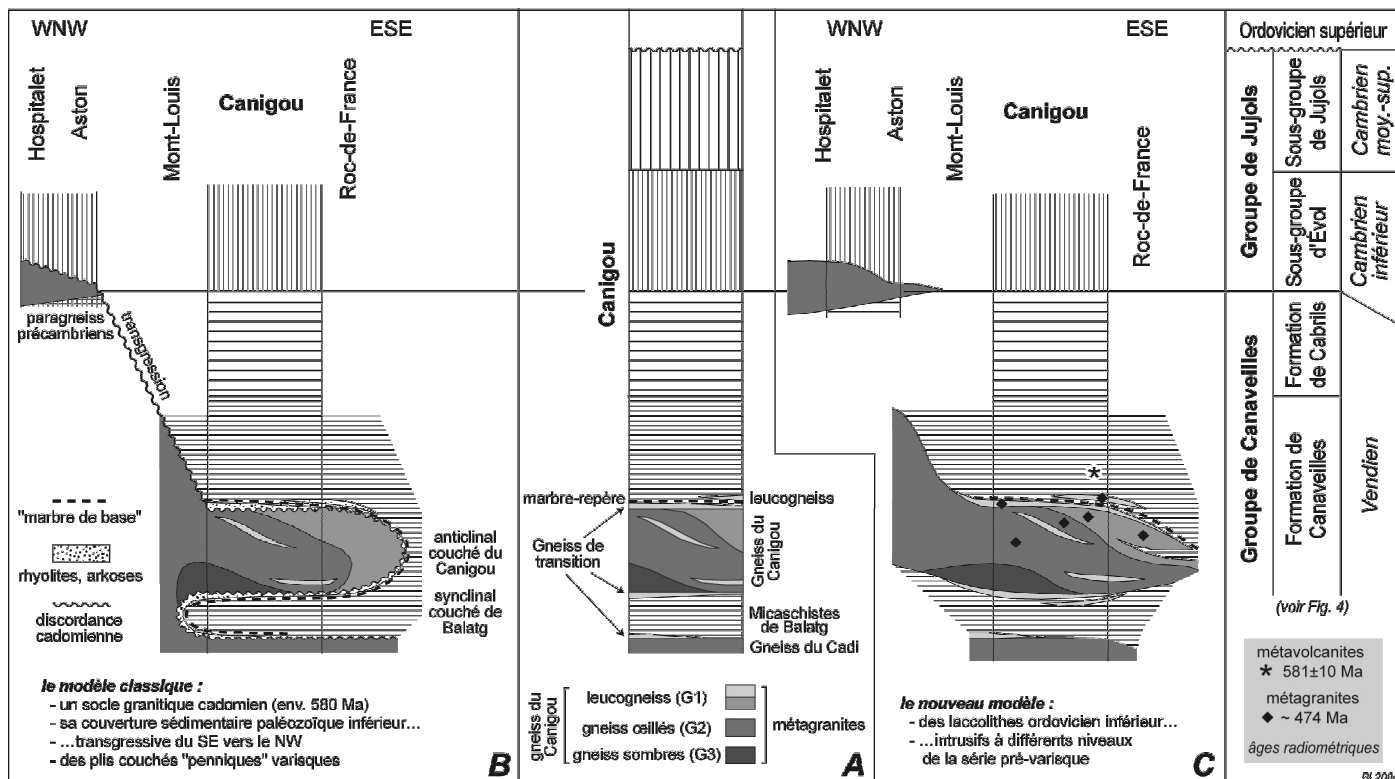 WNW
ESE
Hospitalet
Aston
Mont-Louis
Canigou
Roc-de-France
paragneiss
précambriens
transgression
"marbre de base"
rhyolites, arkoses
discordance
cadomienne
anticlinal
couché du
Canigou
synclinal
couché de
Balatg
le modèle classique :
- un socle granitique cadomien (env. 580 Ma)
- sa couverture sédimentaire paléozoïque inférieur...
- ...transgressive du SE vers le NW
- des plis couchés "penniques" varisques
B
Canigou
marbre-repère
leucogneiss
Gneiss de
transition
Gneiss du
Canigou
Micaschistes
de Balatg
Gneiss du Cadi
gneiss du
Canigou
leucogneiss (G1)
gneiss œillés (G2)
gneiss sombres (G3)
métagranites
A
WNW
ESE
Hospitalet
Aston
Mont-Louis
Canigou
Roc-de-France
*
le nouveau modèle :
- des laccolithes ordovicien inférieur...
- ...intrusifs à différents niveaux
de la série pré-varisque
C
Ordovicien supérieur
Groupe de Jujols
Sous-groupe
de Jujols
Cambrien
moy.-sup.
Sous-groupe
d'Évol
Cambrien
inférieur
Groupe de Canaveilles
Formation
de Cabrils
Formation de
Canaveilles
Vendien
(voir Fig. 4)
métavolcanites
* 581±10 Ma
métagranites
◆ ~ 474 Ma
âges radiométriques